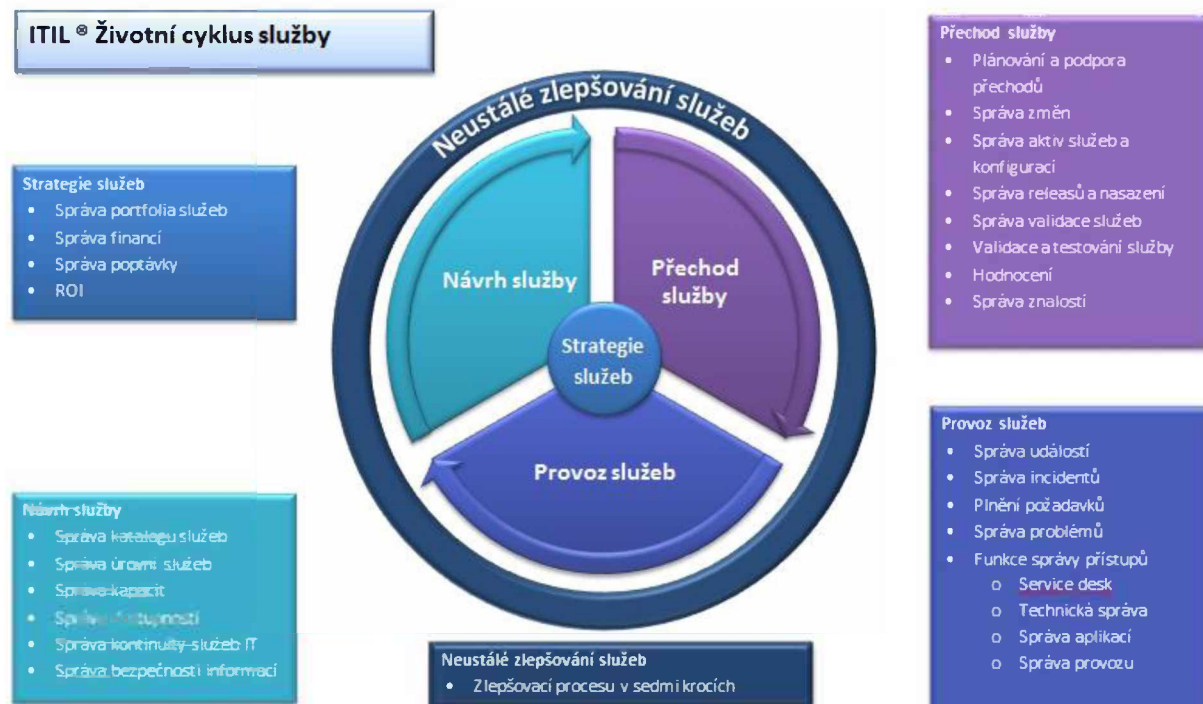 ITIL ® Životní cyklus služby
Strategie služeb
• Správa portfolia služeb
• Správa financí
• Správa poptávky
• ROI
Návrh služby
• Správa katalogu služeb
• Správa úrovní služeb
• Správa kapacit
• Správa
• Správa kontinuity služeb IT
• Správa bezpečnosti informací
Neustálé zlepšování služeb
Návrh služby
Přechod
služby
Strategie
služeb
Provoz služeb
Neustálé zlepšování služeb
• Zlepšovací procesu v sedmi krocích
Přechod služby
• Plánování a podpora
přechodů
• Správa změn
• Správa aktiv služeb a
konfigurací
• Správa releasů a nasazení
• Správa validace služeb
• Validace a testování služby
• Hodnocení
• Správa znalostí
Provoz služeb
• Správa událostí
• Správa incidentů
• Plnění požadavků
• Správa problémů
• Funkce správy přístupů
o Service desk
o Technická správa
o Správa aplikací
o Správa provozu